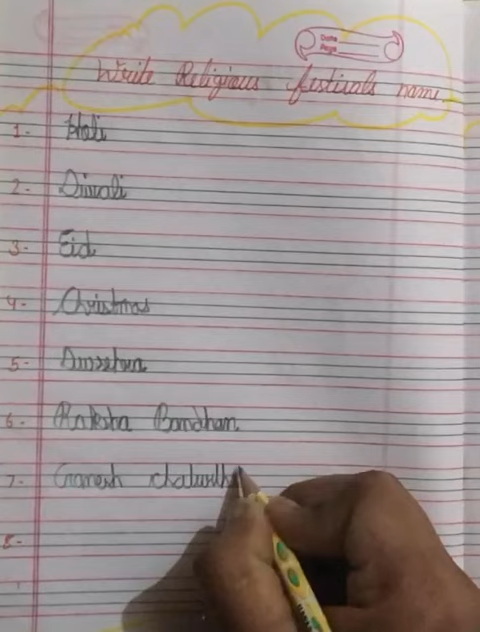 Date
Page
Write Religious festivals name
1- Holi
2- Diwali
3- Eid
4- Christmas
5- Dussehra
6- Raksha Bandhan
7- Ganesh chaturth
8-